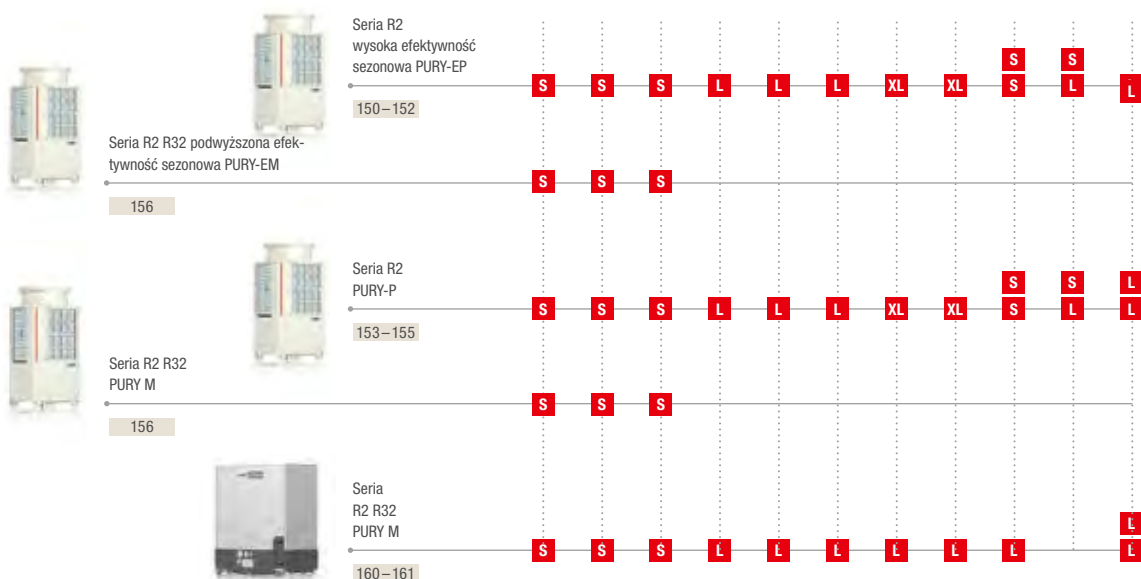 Seria R2
wysoka efektywność
sezonowa PURY-EP
S S
S S S L L L XL XL S L L L
150–152
Seria R2 R32 podwyższona efek-
tywność sezonowa PURY-EM
S S S
156
Seria R2
PURY-P
S S L
S S S L L L XL XL S L L
153–155
Seria R2 R32
PURY M
S S S
156
Seria
R2 R32
PURY M
L
S S S L L L L L L L
160–161